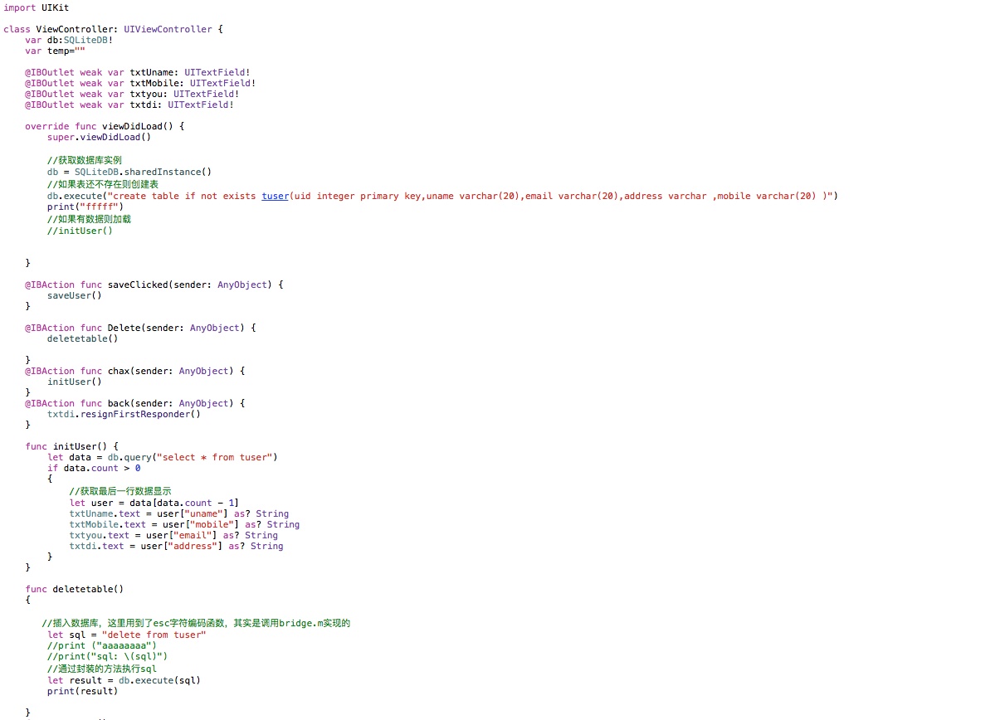 import UIKit
class ViewController: UIViewController {
var db:SQLiteDB!
var temp=""
@IBOutlet weak var txtUname: UITextField!
@IBOutlet weak var txtMobile: UITextField!
@IBOutlet weak var txtyou: UITextField!
@IBOutlet weak var txtdi: UITextField!
override func viewDidLoad() {
super.viewDidLoad()
//获取数据库实例
db = SQLiteDB.sharedInstance()
//如果表还不存在则创建表
db.execute("create table if not exists tuser(uid integer primary key,uname varchar(20),email varchar(20),address varchar ,mobile varchar(20) )")
print("fffff")
//如果有数据则加载
//initUser()
}
@IBAction func saveClicked(sender: AnyObject) {
saveUser()
}
@IBAction func Delete(sender: AnyObject) {
deletetable()
}
@IBAction func chax(sender: AnyObject) {
initUser()
}
@IBAction func back(sender: AnyObject) {
txtdi.resignFirstResponder()
}
func initUser() {
let data = db.query("select * from tuser")
if data.count > 0
{
//获取最后一行数据显示
let user = data[data.count - 1]
txtUname.text = user["uname"] as? String
txtMobile.text = user["mobile"] as? String
txtyou.text = user["email"] as? String
txtdi.text = user["address"] as? String
}
}
func deletetable()
{
//插入数据库，这里用到了esc字符编码函数，其实是调用bridge.m实现的
let sql = "delete from tuser"
//print ("aaaaaaaa")
//print("sql: \(sql)")
//通过封装的方法执行sql
let result = db.execute(sql)
print(result)
}